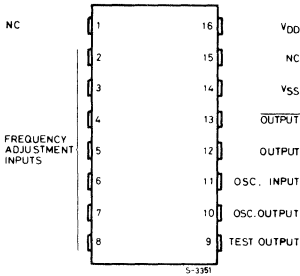 NC 1 16 VDD
2 15 NC
3 14 VSS
4 13 OUTPUT
FREQUENCY
ADJUSTMENT
INPUTS
5 12 OUTPUT
6 11 OSC. INPUT
7 10 OSC.OUTPUT
8 9 TEST OUTPUT
S-3351